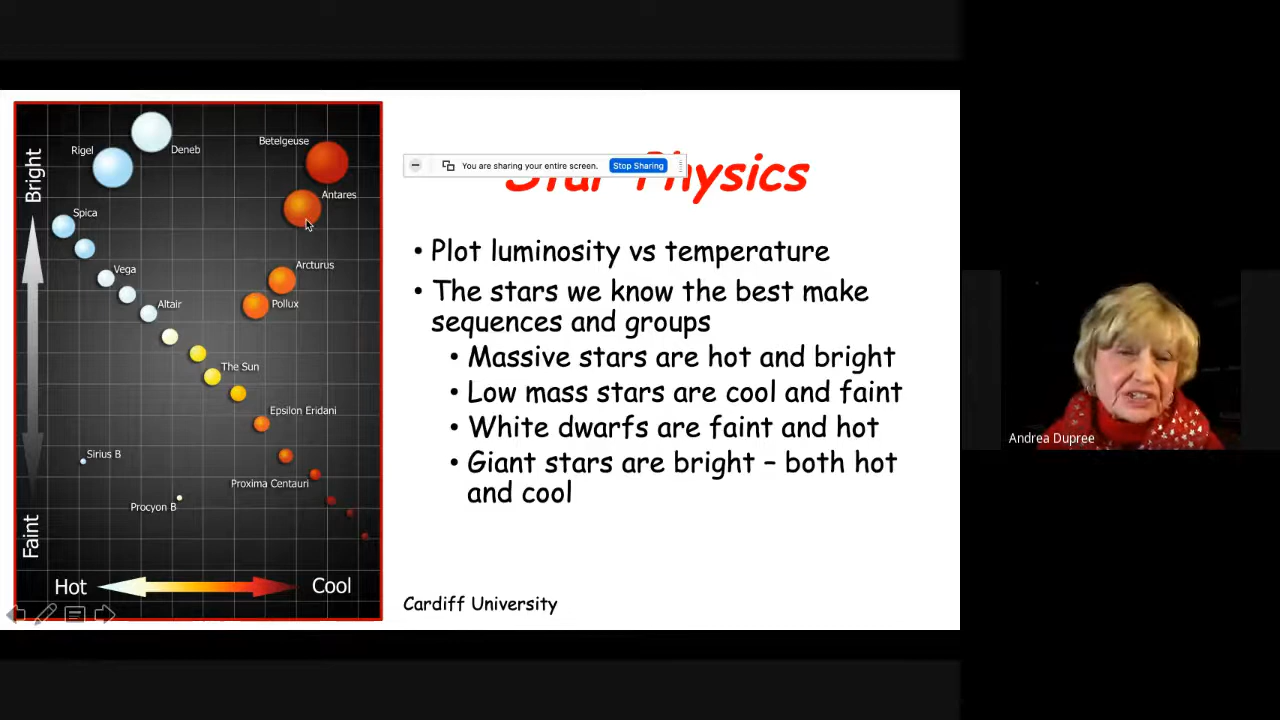 Bright
Rigel
Deneb
Betelgeuse
Antares
Spica
Vega
Arcturus
Altair
Pollux
The Sun
Epsilon Eridani
Sirius B
Proxima Centauri
Procyon B
Faint
Hot
Cool
You are sharing your entire screen.
Stop Sharing
Star Physics
• Plot luminosity vs temperature
• The stars we know the best make
sequences and groups
• Massive stars are hot and bright
• Low mass stars are cool and faint
• White dwarfs are faint and hot
• Giant stars are bright – both hot
and cool
Cardiff University
Andrea Dupree